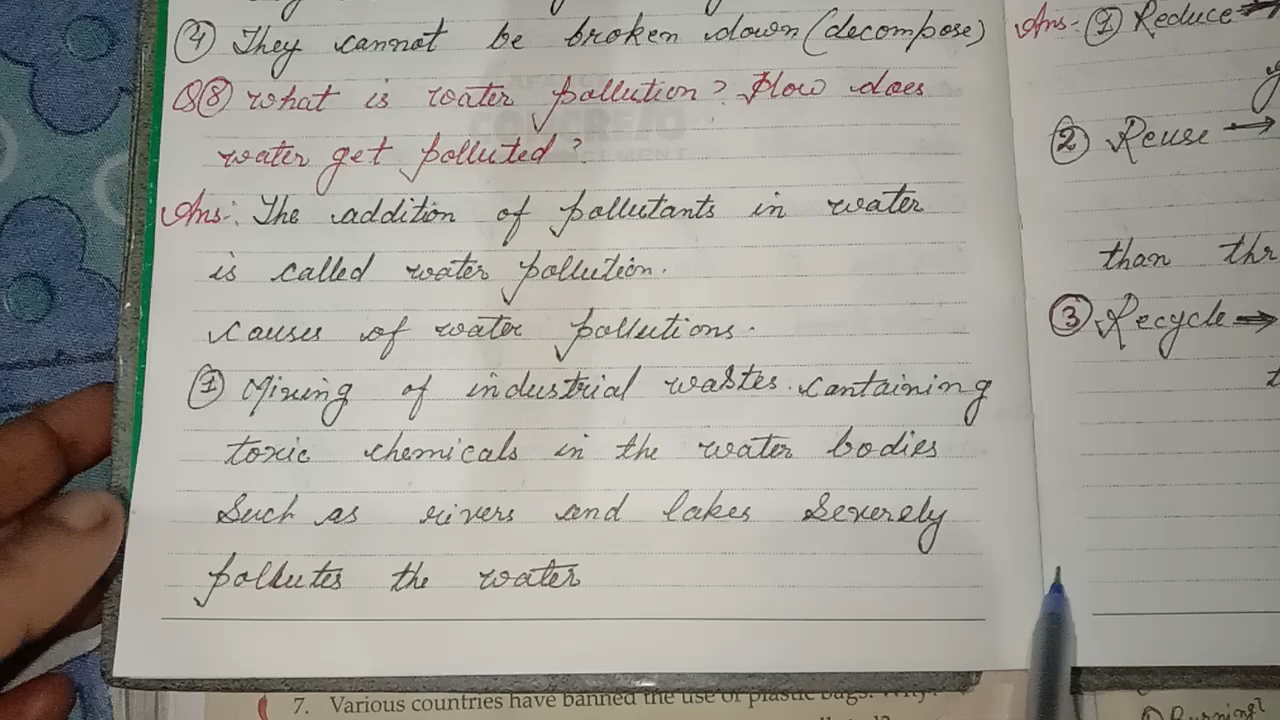 ④ They cannot be broken down (decompose)
Q⑧ What is water pollution? How does
water get polluted?
Ans:- The addition of pollutants in water
is called water pollution.
causes of water pollutions.
① Mixing of industrial wastes containing
toxic chemicals in the water bodies
Such as rivers and lakes Severely
pollutes the water
Ans- ① Reduce →
② Reuse →
than thr
③ Recycle →
7. Various countries have banned the use of plastic bags. Why?